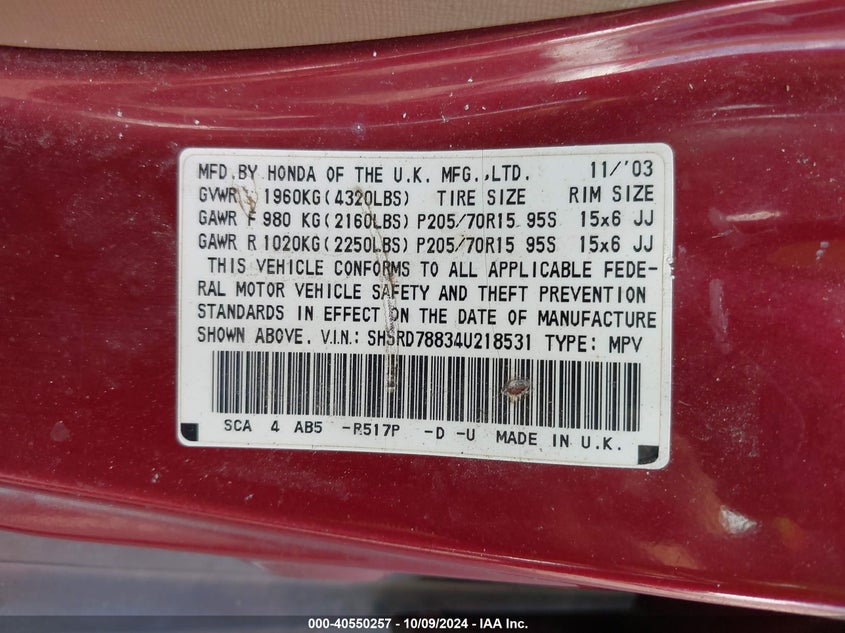 MFD.BY HONDA OF THE U.K. MFG.,LTD. 11/'03
GVWR 1960KG(4320LBS) TIRE SIZE RIM SIZE
GAWR F 980 KG(2160LBS) P205/70R15 95S 15x6 JJ
GAWR R 1020KG(2250LBS) P205/70R15 95S 15x6 JJ
THIS VEHICLE CONFORMS TO ALL APPLICABLE FEDE-
RAL MOTOR VEHICLE SAFETY AND THEFT PREVENTION
STANDARDS IN EFFECT ON THE DATE OF MANUFACTURE
SHOWN ABOVE. V.I.N.: SHSRD78834U218531 TYPE: MPV
SCA 4 AB5 -R517P -D -U MADE IN U.K.
000-40550257 - 10/09/2024 - IAA Inc.